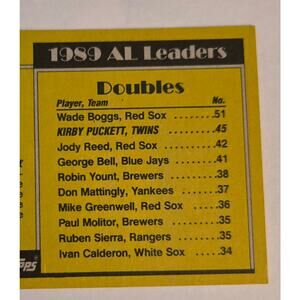 1989 AL Leaders
Doubles
Player, Team No.
Wade Boggs, Red Sox ........51
KIRBY PUCKETT, TWINS ...45
Jody Reed, Red Sox ..........42
George Bell, Blue Jays .......41
Robin Yount, Brewers ........38
Don Mattingly, Yankees .....37
Mike Greenwell, Red Sox ...36
Paul Molitor, Brewers .........35
Ruben Sierra, Rangers ......35
Ivan Calderon, White Sox ...34